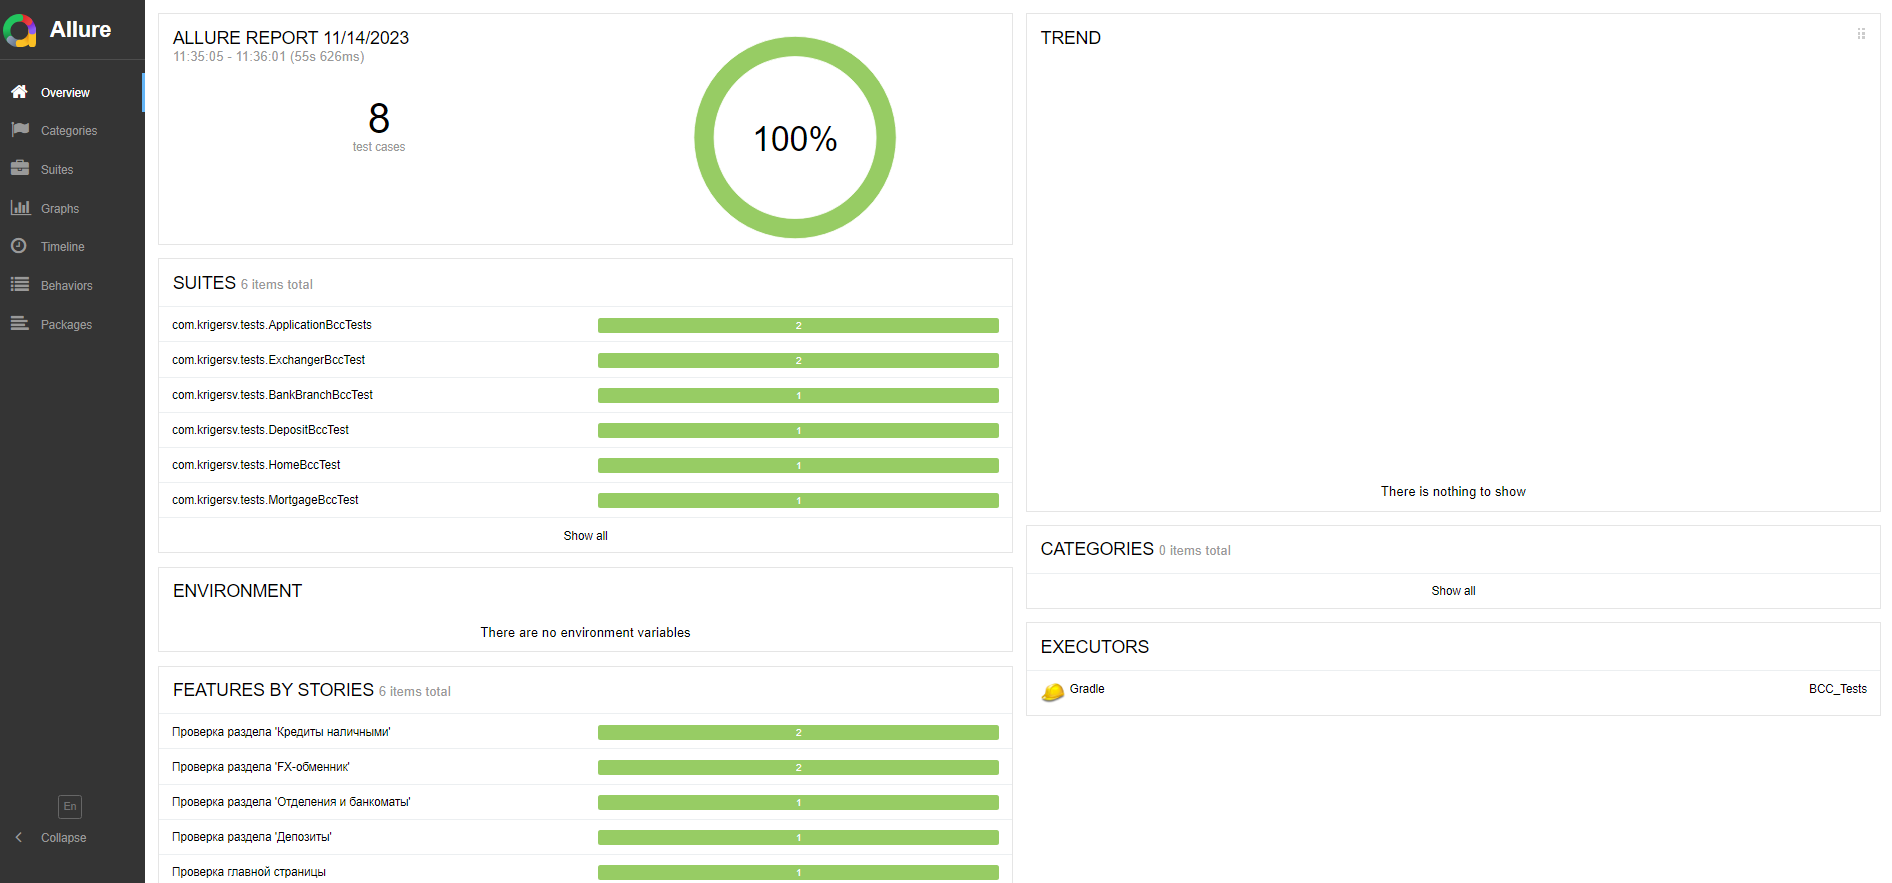 Allure
Overview
Categories
Suites
Graphs
Timeline
Behaviors
Packages
En
Collapse
ALLURE REPORT 11/14/2023
11:35:05 - 11:36:01 (55s 626ms)
8
test cases
100%
SUITES 6 items total
com.krigersv.tests.ApplicationBccTests 2
com.krigersv.tests.ExchangerBccTest 2
com.krigersv.tests.BankBranchBccTest 1
com.krigersv.tests.DepositBccTest 1
com.krigersv.tests.HomeBccTest 1
com.krigersv.tests.MortgageBccTest 1
Show all
ENVIRONMENT
There are no environment variables
FEATURES BY STORIES 6 items total
Проверка раздела 'Кредиты наличными' 2
Проверка раздела 'FX-обменник' 2
Проверка раздела 'Отделения и банкоматы' 1
Проверка раздела 'Депозиты' 1
Проверка главной страницы 1
TREND
There is nothing to show
CATEGORIES 0 items total
Show all
EXECUTORS
Gradle BCC_Tests